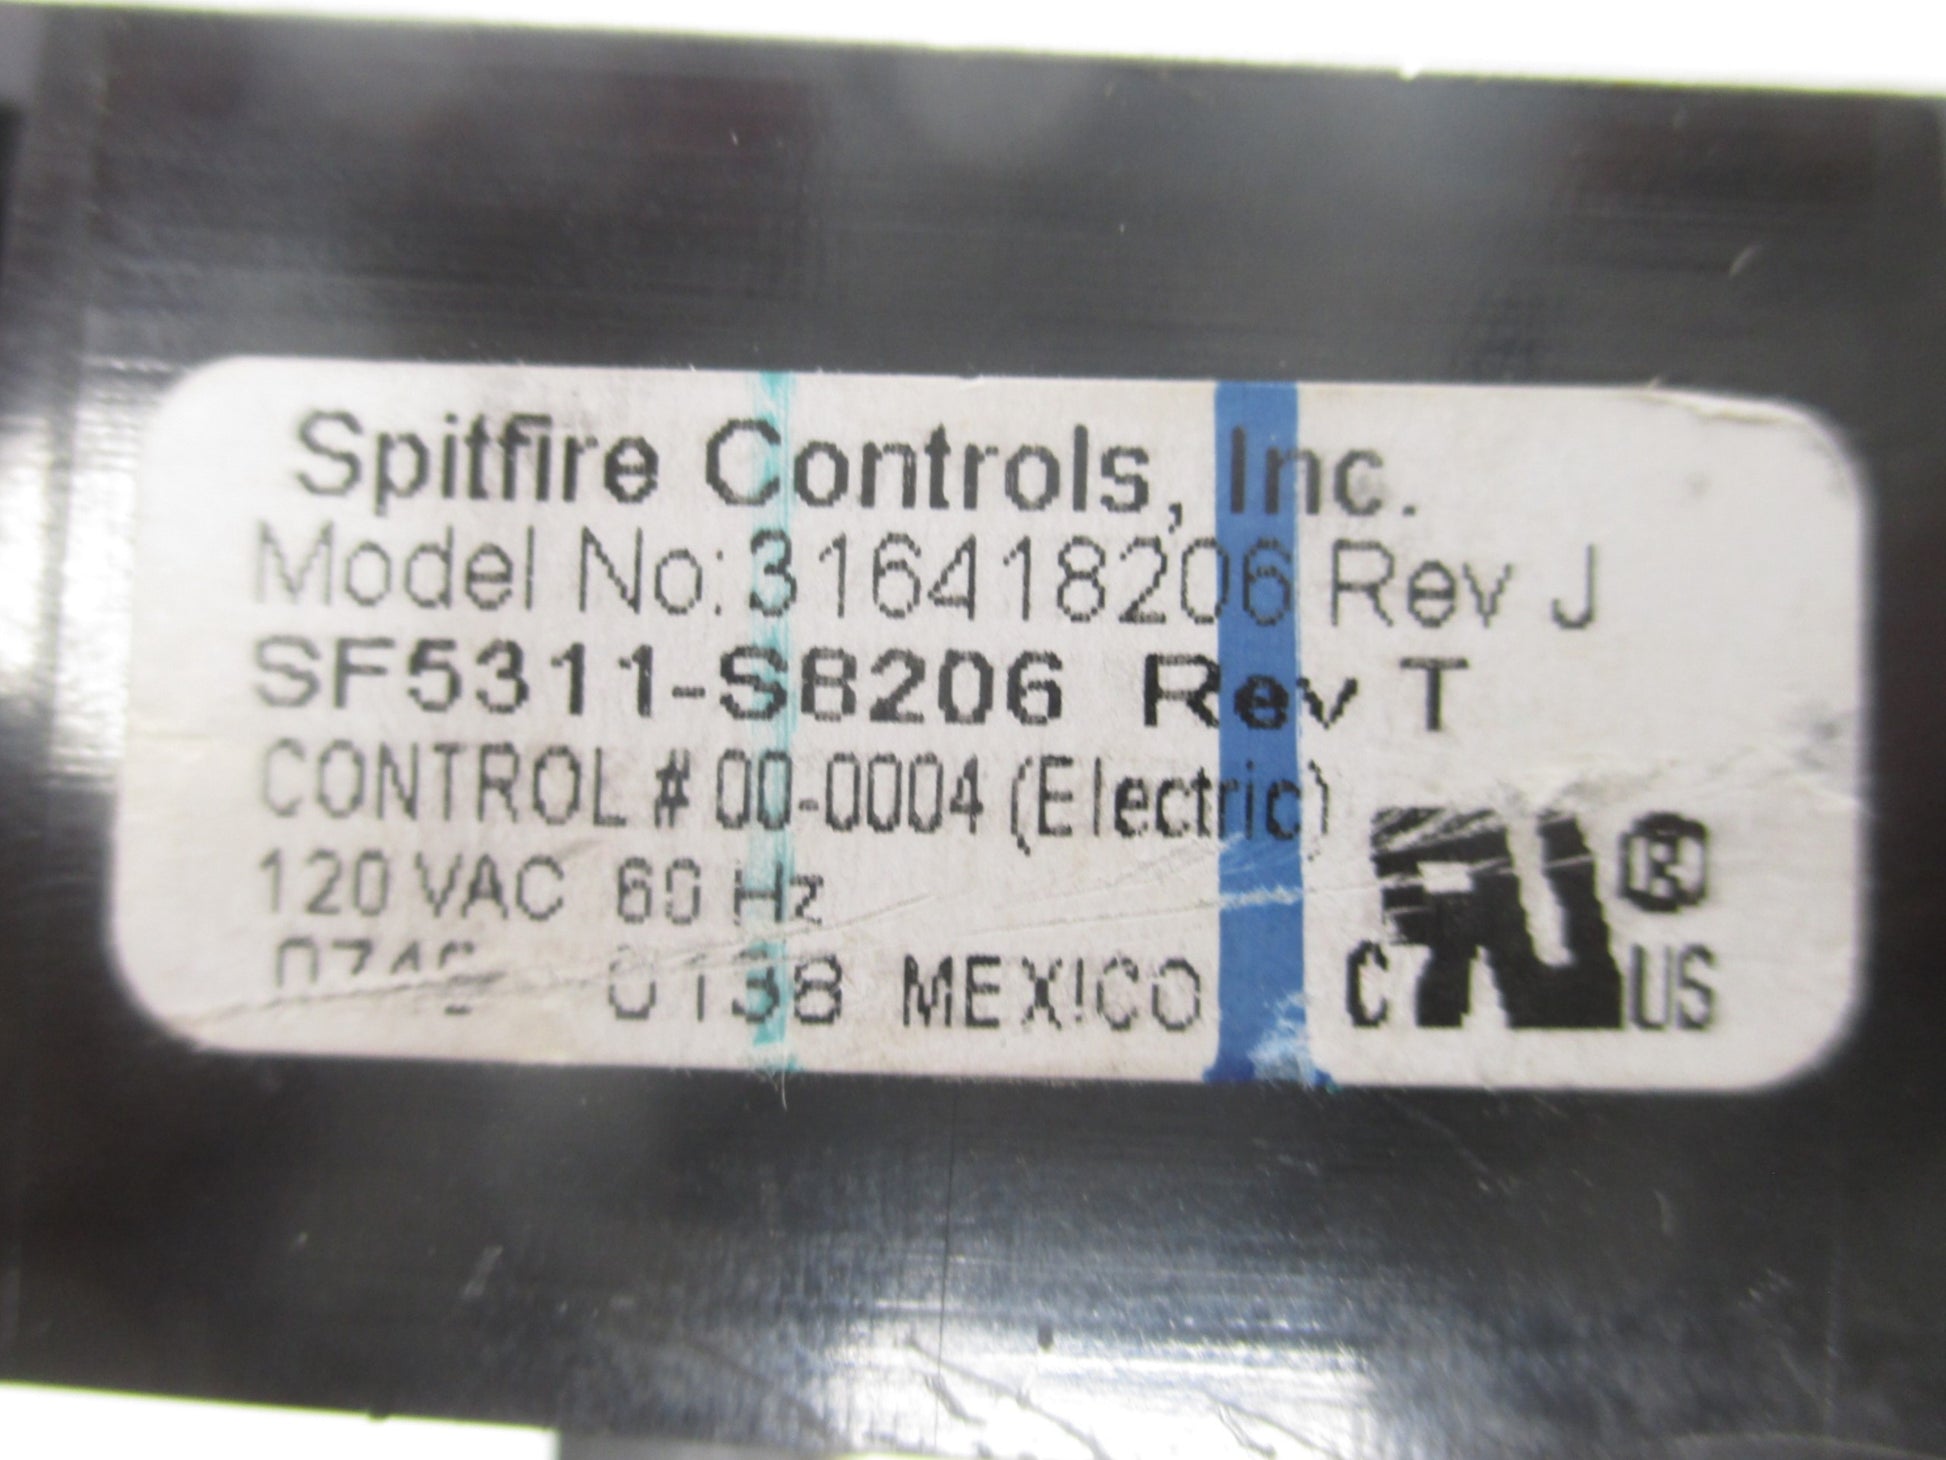 Spitfire Controls, Inc.
Model No: 316418206 Rev J
SF5311-S8206 Rev T
CONTROL # 00-0004 (Electric)
120 VAC 60 Hz
0138 MEXICO
C US ®